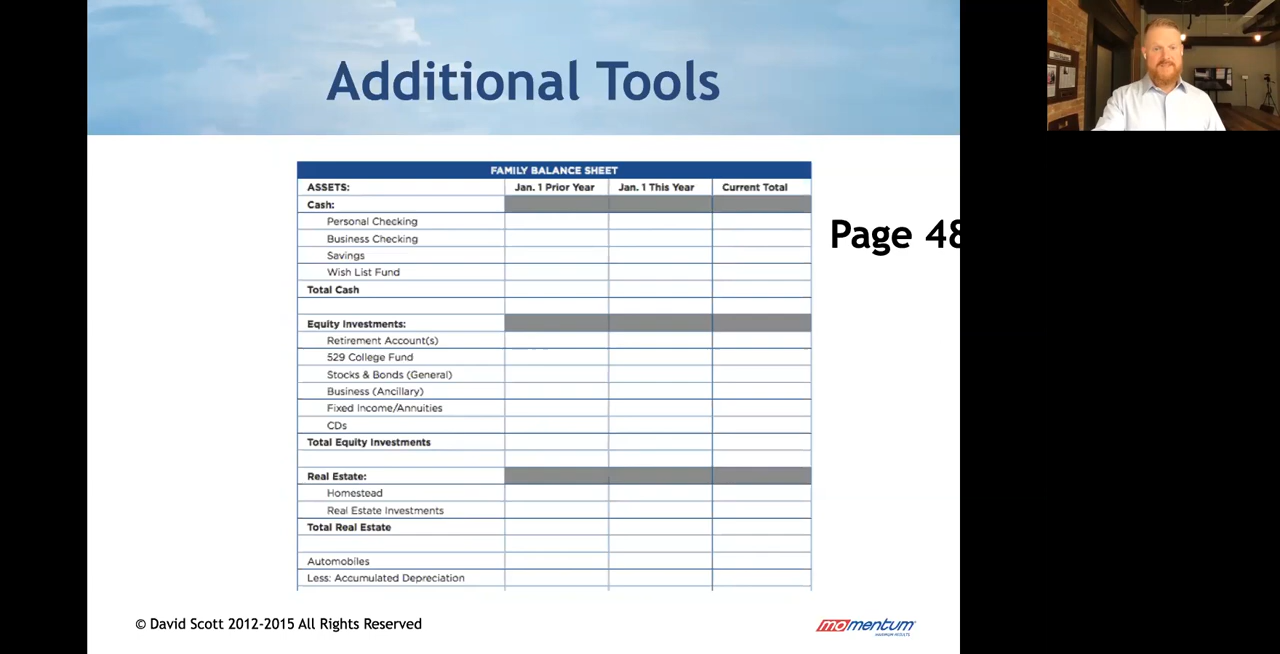 Additional Tools
FAMILY BALANCE SHEET
ASSETS: Jan. 1 Prior Year Jan. 1 This Year Current Total
Cash:
Personal Checking
Business Checking
Savings
Wish List Fund
Total Cash
Equity Investments:
Retirement Account(s)
529 College Fund
Stocks & Bonds (General)
Business (Ancillary)
Fixed Income/Annuities
CDs
Total Equity Investments
Real Estate:
Homestead
Real Estate Investments
Total Real Estate
Automobiles
Less: Accumulated Depreciation
Page 48
© David Scott 2012-2015 All Rights Reserved
momentum
MAXIMUM RESULTS